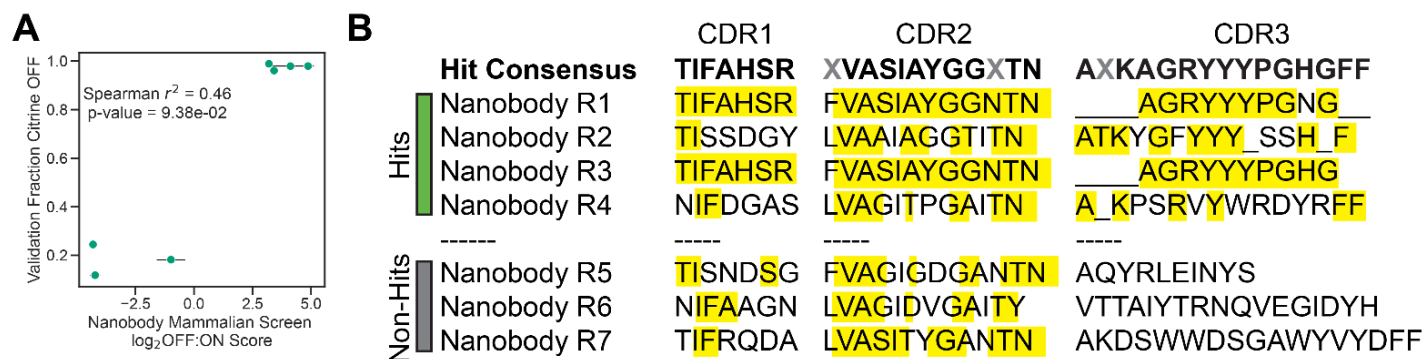 A
Validation Fraction Citrine OFF
1.0
0.8
0.6
0.4
0.2
Spearman r² = 0.46
p-value = 9.38e-02
−2.5 0.0 2.5 5.0
Nanobody Mammalian Screen
log₂OFF:ON Score
B
CDR1 CDR2 CDR3
Hit Consensus TIFAHSR XVASIAYGGXTN AXKAGRYYYPGHGFF
Hits
Nanobody R1 TIFAHSR FVASIAYGGNTN ____AGRYYYPGNG__
Nanobody R2 TISSDGY LVAAIAGGTITN ATKYGFYYY_SSH_F
Nanobody R3 TIFAHSR FVASIAYGGNTN ____AGRYYYPGHG
Nanobody R4 NIFDGAS LVAGITPGAITN A_KPSRVYWRDYRFF
------ ----- ----- -----
Non-Hits
Nanobody R5 TISNDSG FVAGIGDGANTN AQYRLEINYS
Nanobody R6 NIFAAGN LVAGIDVGAITY VTTAIYTRNQVEGIDYH
Nanobody R7 TIFRQDA LVASITYGANTN AKDSWWDSGAWYVYDFF